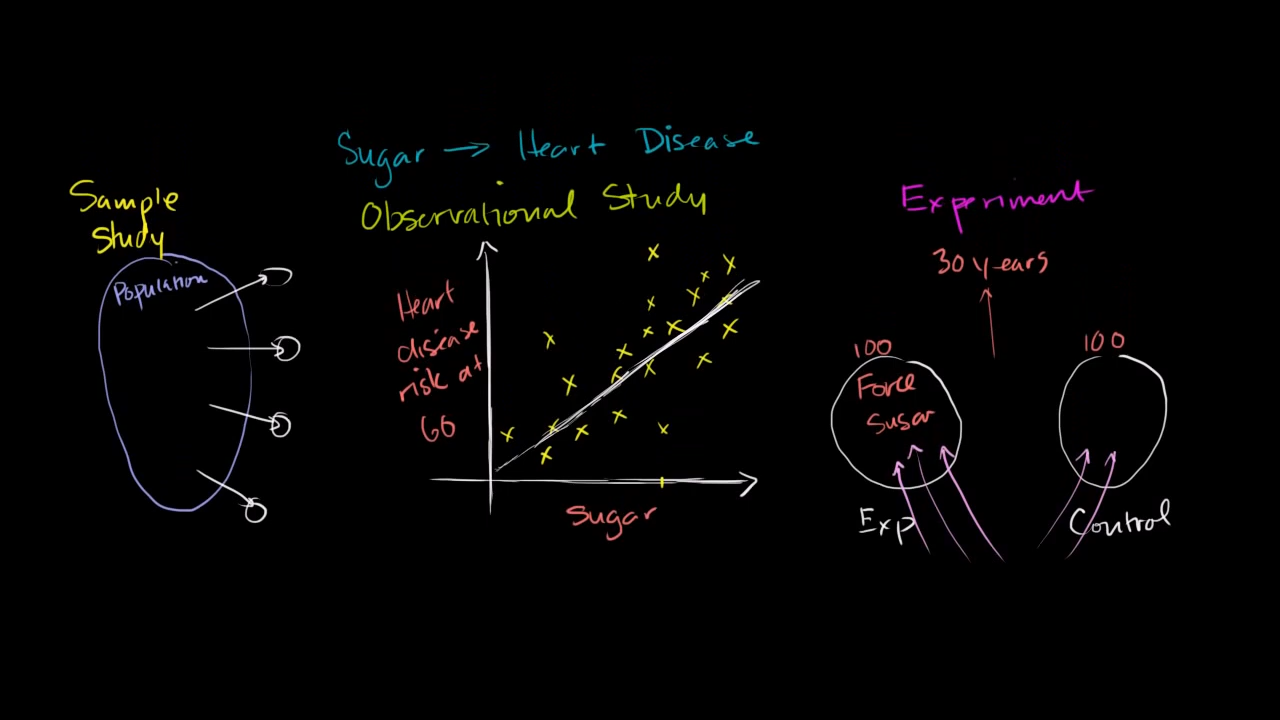 Sugar → Heart Disease
Sample
Study
Population
Observational Study
Heart
disease
risk at
60
Sugar
Experiment
30 years
100
100
Force
Sugar
Exp
Control